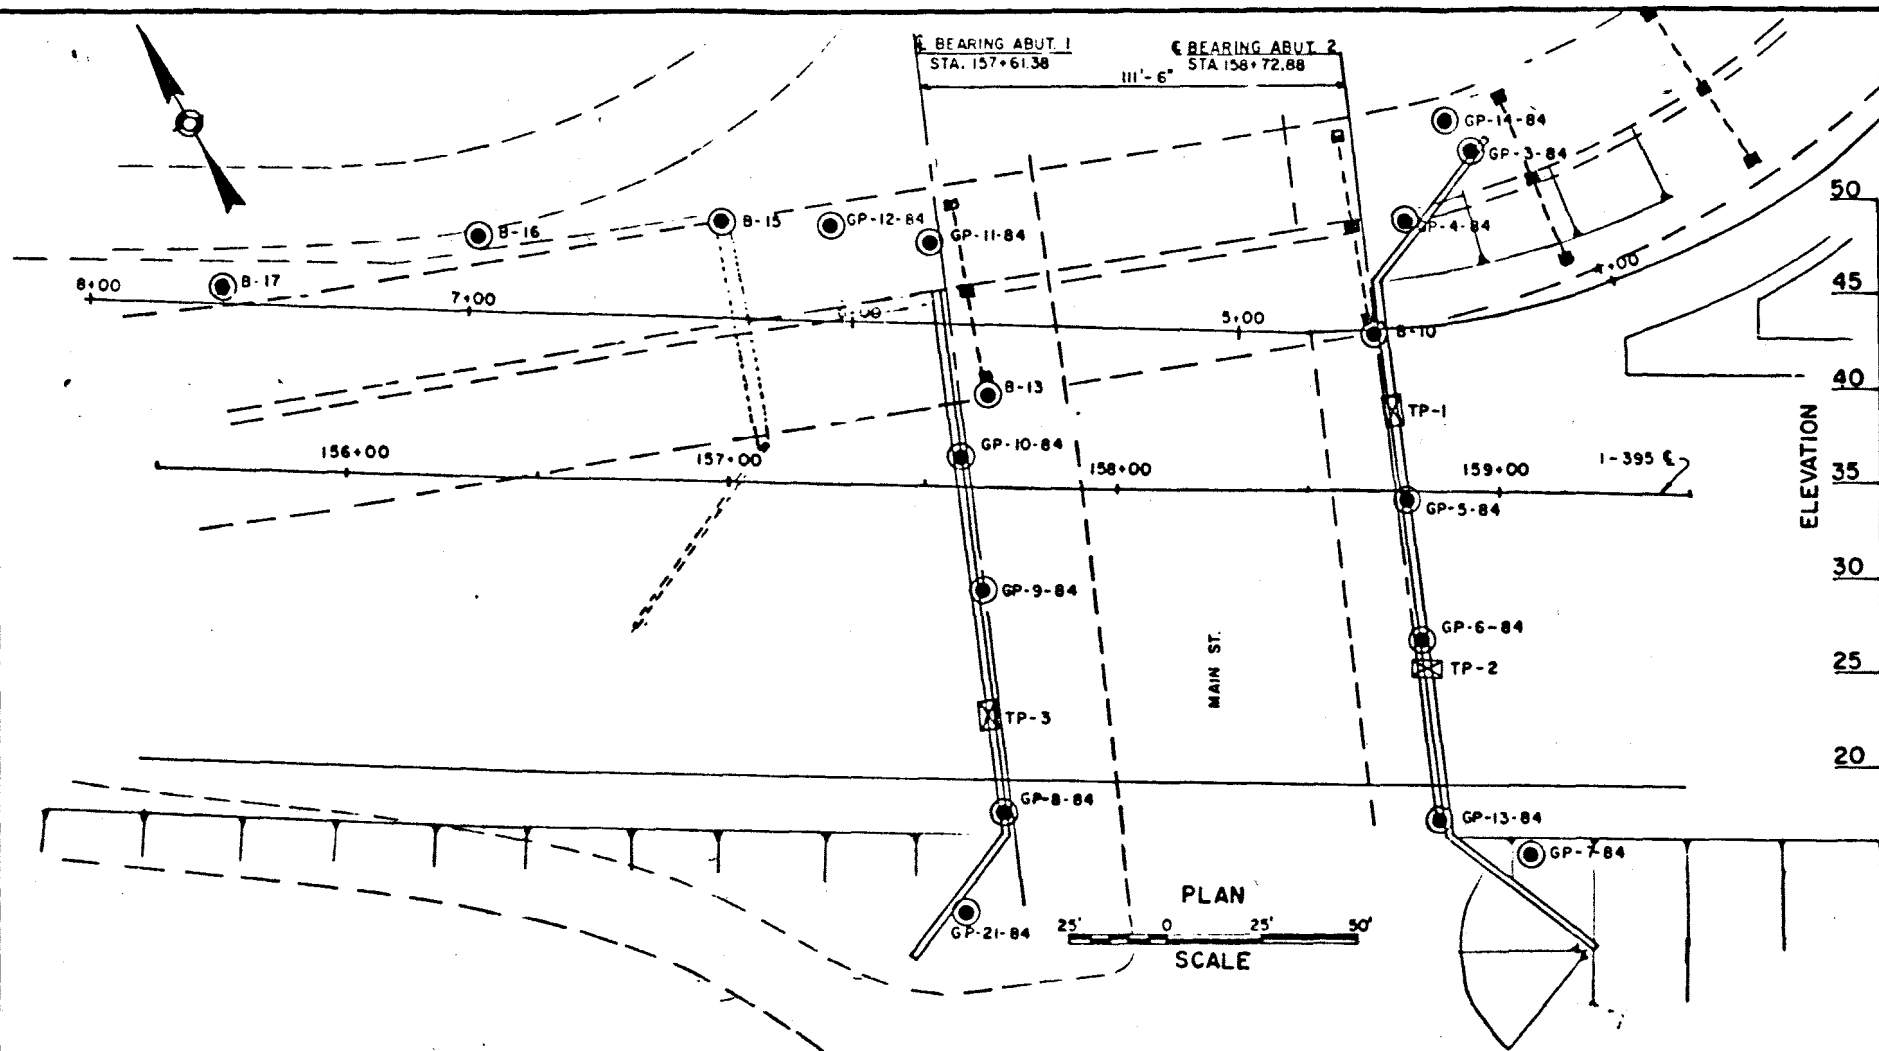 ℄ BEARING ABUT. 1
STA. 157+61.38
℄ BEARING ABUT. 2
STA 158+72.88
111'-6"
GP-14-84
GP-3-84
B-16
B-15
GP-12-84
GP-11-84
GP-4-84
B-17
8+00
7+00
5+00
4+00
B-10
B-13
TP-1
GP-10-84
156+00
157+00
158+00
159+00
I-395 ℄
GP-5-84
GP-9-84
GP-6-84
TP-2
MAIN ST.
TP-3
GP-8-84
GP-13-84
GP-7-84
GP-21-84
PLAN
25' 0 25' 50'
SCALE
ELEVATION
50
45
40
35
30
25
20